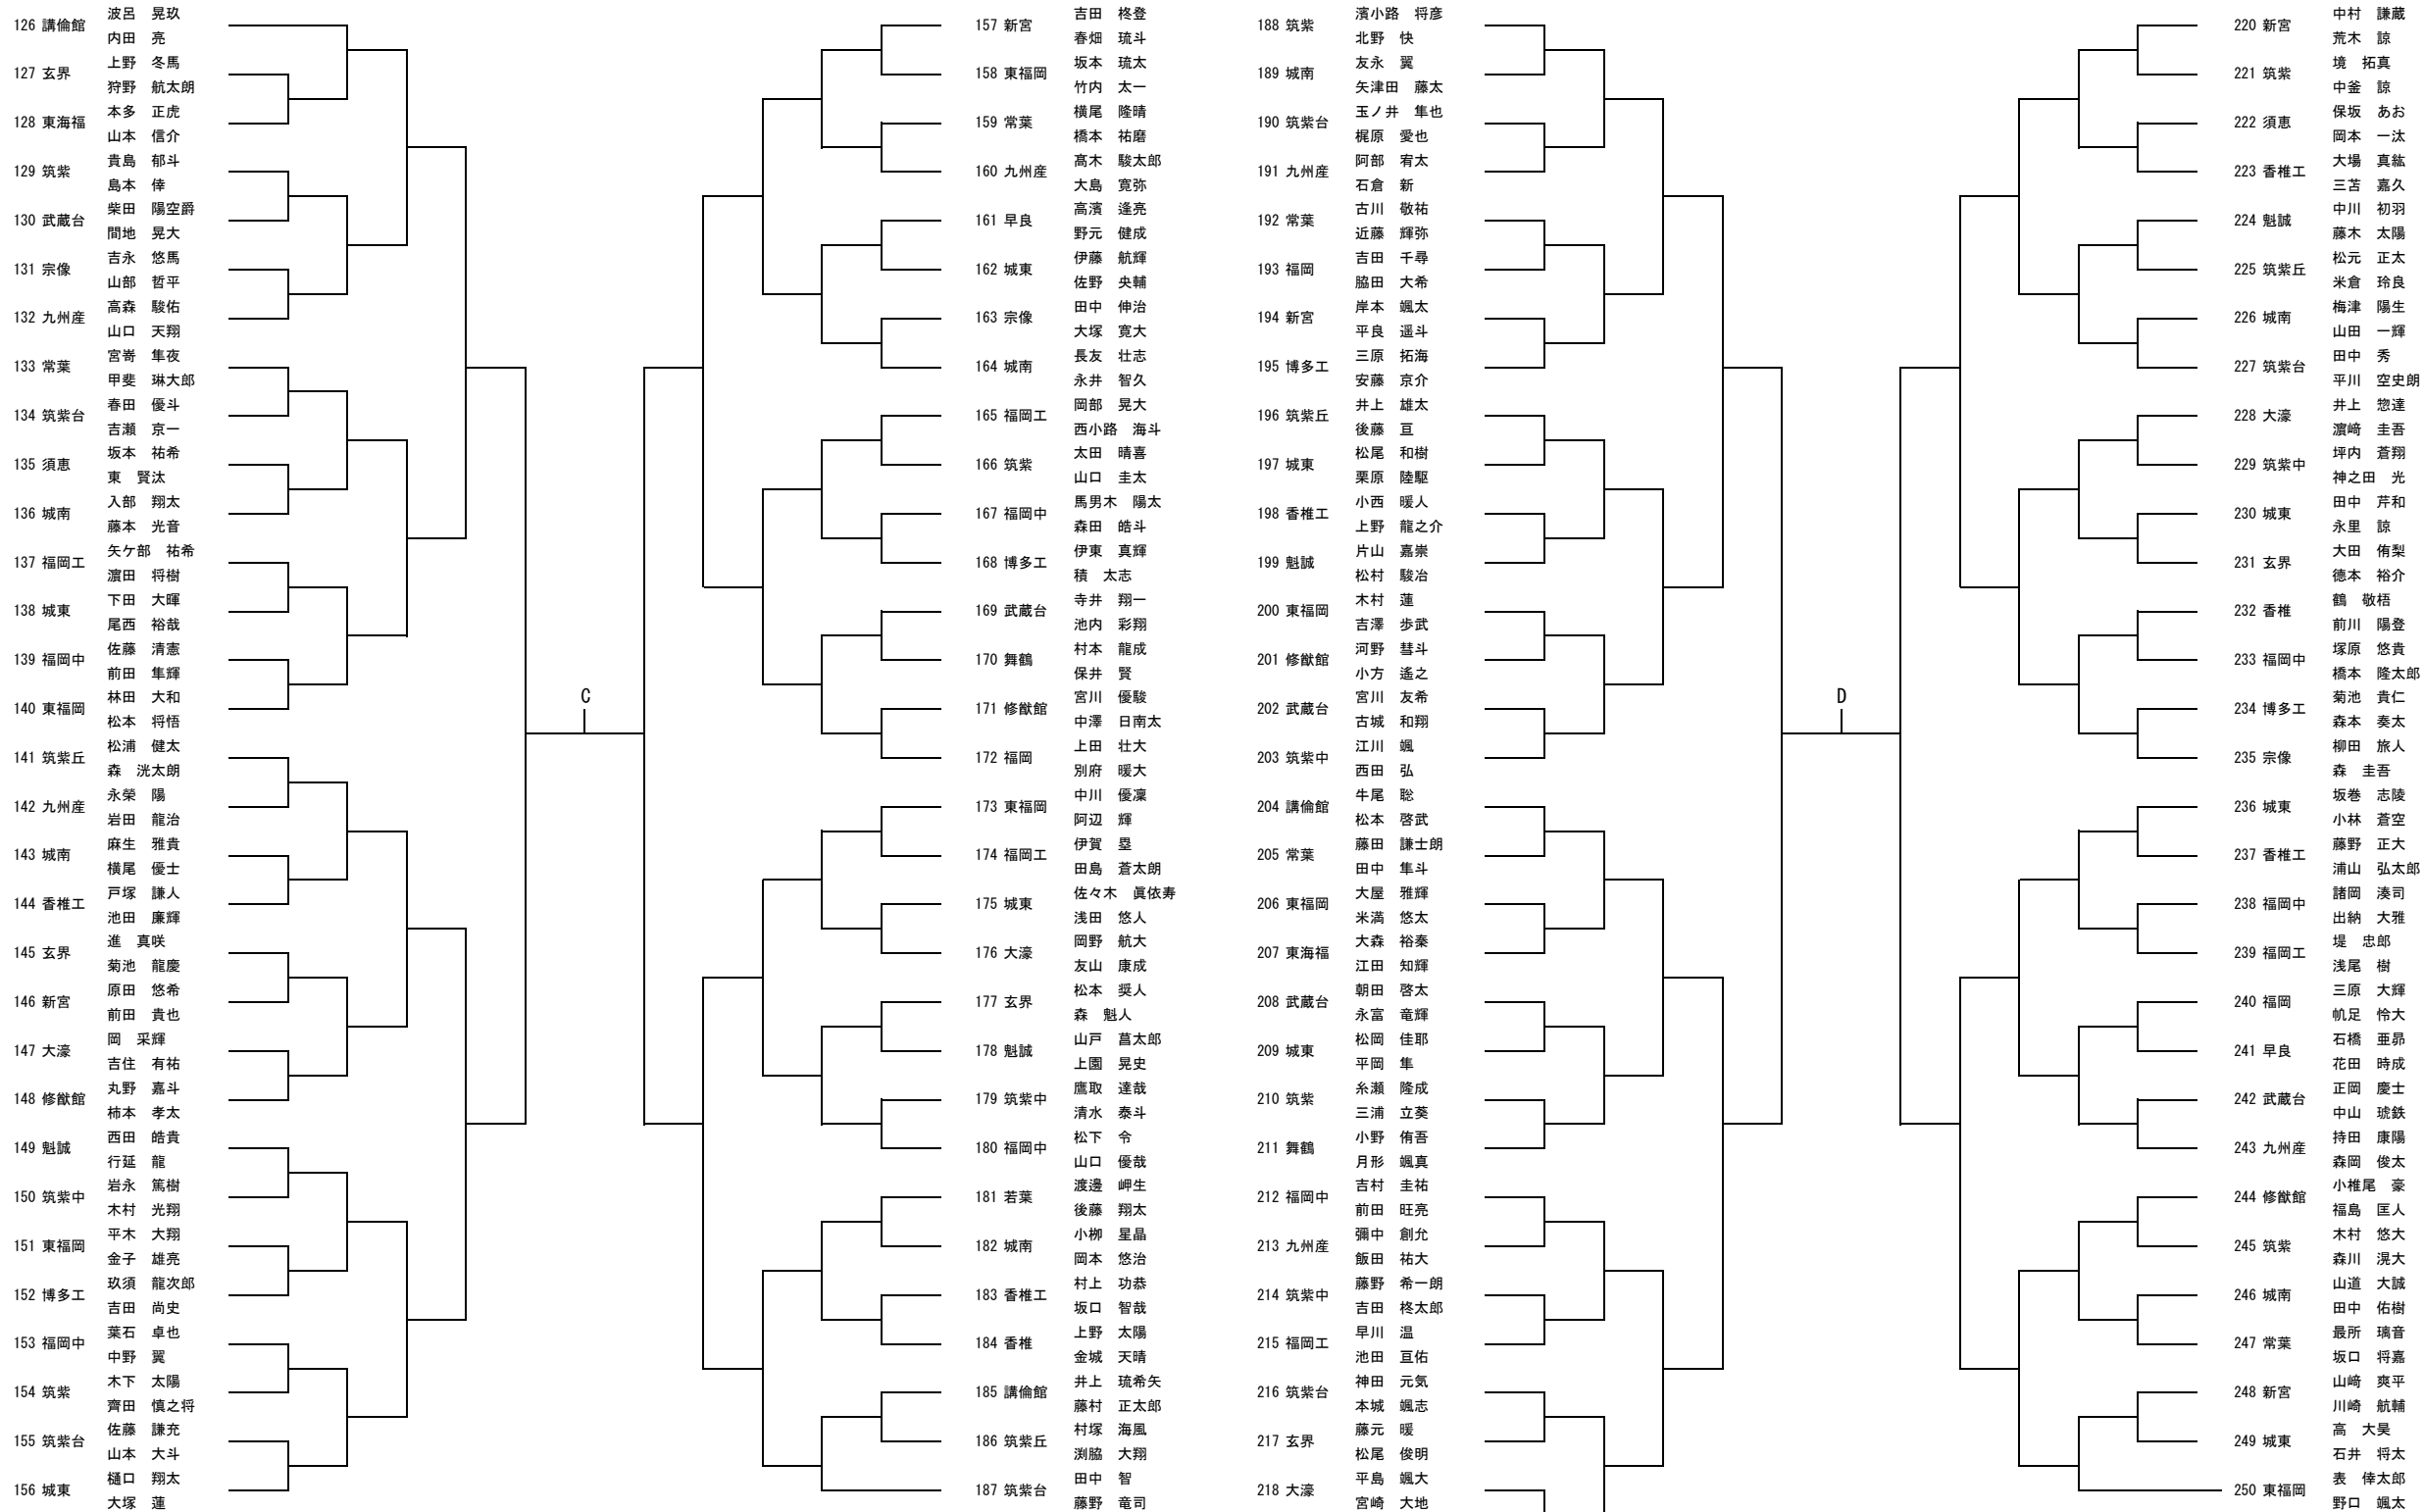 波呂　晃玖
126 講倫館
内田　亮
上野　冬馬
127 玄界
狩野　航太朗
本多　正虎
128 東海福
山本　信介
貴島　郁斗
129 筑紫
島本　倖
柴田　陽空爵
130 武蔵台
間地　晃大
吉永　悠馬
131 宗像
山部　哲平
高森　駿佑
132 九州産
山口　天翔
宮嵜　隼夜
133 常葉
甲斐　琳大郎
春田　優斗
134 筑紫台
吉瀬　京一
坂本　祐希
135 須恵
東　賢汰
入部　翔太
136 城南
藤本　光音
矢ケ部　祐希
137 福岡工
濵田　将樹
下田　大暉
138 城東
尾西　裕哉
佐藤　清憲
139 福岡中
前田　隼輝
林田　大和
140 東福岡
松本　将悟
松浦　健太
141 筑紫丘
森　洸太朗
永榮　陽
142 九州産
岩田　龍治
麻生　雅貴
143 城南
横尾　優士
戸塚　謙人
144 香椎工
池田　廉輝
進　真咲
145 玄界
菊池　龍慶
原田　悠希
146 新宮
前田　貴也
岡　采輝
147 大濠
吉住　有祐
丸野　嘉斗
148 修猷館
柿本　孝太
西田　皓貴
149 魁誠
行延　龍
岩永　篤樹
150 筑紫中
木村　光翔
平木　大翔
151 東福岡
金子　雄亮
玖須　龍次郎
152 博多工
吉田　尚史
葉石　卓也
153 福岡中
中野　翼
木下　太陽
154 筑紫
齊田　慎之将
佐藤　謙充
155 筑紫台
山本　大斗
樋口　翔太
156 城東
大塚　蓮
C
吉田　柊登
157 新宮
春畑　琉斗
坂本　琉太
158 東福岡
竹内　太一
横尾　隆晴
159 常葉
橋本　祐磨
髙木　駿太郎
160 九州産
大島　寛弥
高濱　逢亮
161 早良
野元　健成
伊藤　航輝
162 城東
佐野　央輔
田中　伸治
163 宗像
大塚　寛大
長友　壮志
164 城南
永井　智久
岡部　晃大
165 福岡工
西小路　海斗
太田　晴喜
166 筑紫
山口　圭太
馬男木　陽太
167 福岡中
森田　皓斗
伊東　真輝
168 博多工
積　太志
寺井　翔一
169 武蔵台
池内　彩翔
村本　龍成
170 舞鶴
保井　賢
宮川　優駿
171 修猷館
中澤　日南太
上田　壮大
172 福岡
別府　暖大
中川　優凜
173 東福岡
阿辺　輝
伊賀　塁
174 福岡工
田島　蒼太朗
佐々木　眞依寿
175 城東
浅田　悠人
岡野　航大
176 大濠
友山　康成
松本　奨人
177 玄界
森　魁人
山戸　菖太郎
178 魁誠
上園　晃史
鷹取　達哉
179 筑紫中
清水　泰斗
松下　令
180 福岡中
山口　優哉
渡邊　岬生
181 若葉
後藤　翔太
小栁　星晶
182 城南
岡本　悠治
村上　功恭
183 香椎工
坂口　智哉
上野　太陽
184 香椎
金城　天晴
井上　琉希矢
185 講倫館
藤村　正太郎
村塚　海風
186 筑紫丘
渕脇　大翔
田中　智
187 筑紫台
藤野　竜司
濱小路　将彦
188 筑紫
北野　快
友永　翼
189 城南
矢津田　藤太
玉ノ井　隼也
190 筑紫台
梶原　愛也
阿部　宥太
191 九州産
石倉　新
古川　敬祐
192 常葉
近藤　輝弥
吉田　千尋
193 福岡
脇田　大希
岸本　颯太
194 新宮
平良　遥斗
三原　拓海
195 博多工
安藤　京介
井上　雄太
196 筑紫丘
後藤　亘
松尾　和樹
197 城東
栗原　陸駆
小西　暖人
198 香椎工
上野　龍之介
片山　嘉崇
199 魁誠
松村　駿冶
木村　蓮
200 東福岡
吉澤　歩武
河野　彗斗
201 修猷館
小方　遙之
宮川　友希
202 武蔵台
古城　和翔
江川　颯
203 筑紫中
西田　弘
牛尾　聡
204 講倫館
松本　啓武
藤田　謙士朗
205 常葉
田中　隼斗
大屋　雅輝
206 東福岡
米満　悠太
大森　裕秦
207 東海福
江田　知輝
朝田　啓太
208 武蔵台
永富　竜輝
松岡　佳耶
209 城東
平岡　隼
糸瀬　隆成
210 筑紫
三浦　立葵
小野　侑吾
211 舞鶴
月形　颯真
吉村　圭祐
212 福岡中
前田　旺亮
彌中　創允
213 九州産
飯田　祐大
藤野　希一朗
214 筑紫中
吉田　柊太郎
早川　温
215 福岡工
池田　亘佑
神田　元気
216 筑紫台
本城　颯志
藤元　暖
217 玄界
松尾　俊明
平島　颯大
218 大濠
宮崎　大地
D
中村　謙蔵
220 新宮
荒木　諒
境　拓真
221 筑紫
中釜　諒
保坂　あお
222 須恵
岡本　一汰
大場　真紘
223 香椎工
三苫　嘉久
中川　初羽
224 魁誠
藤木　太陽
松元　正太
225 筑紫丘
米倉　玲良
梅津　陽生
226 城南
山田　一輝
田中　秀
227 筑紫台
平川　空史朗
井上　惣達
228 大濠
濵﨑　圭吾
坪内　蒼翔
229 筑紫中
神之田　光
田中　芹和
230 城東
永里　諒
大田　侑梨
231 玄界
德本　裕介
鶴　敬梧
232 香椎
前川　陽登
塚原　悠貴
233 福岡中
橋本　隆太郎
菊池　貴仁
234 博多工
森本　奏太
柳田　旅人
235 宗像
森　圭吾
坂巻　志陵
236 城東
小林　蒼空
藤野　正大
237 香椎工
浦山　弘太郎
諸岡　湊司
238 福岡中
出納　大雅
堤　忠郎
239 福岡工
浅尾　樹
三原　大輝
240 福岡
帆足　怜大
石橋　亜昴
241 早良
花田　時成
正岡　慶士
242 武蔵台
中山　琥鉄
持田　康陽
243 九州産
森岡　俊太
小椎尾　豪
244 修猷館
福島　匡人
木村　悠大
245 筑紫
森川　滉大
山道　大誠
246 城南
田中　佑樹
最所　璃音
247 常葉
坂口　将嘉
山﨑　爽平
248 新宮
川崎　航輔
高　大昊
249 城東
石井　将太
表　倖太郎
250 東福岡
野口　颯太